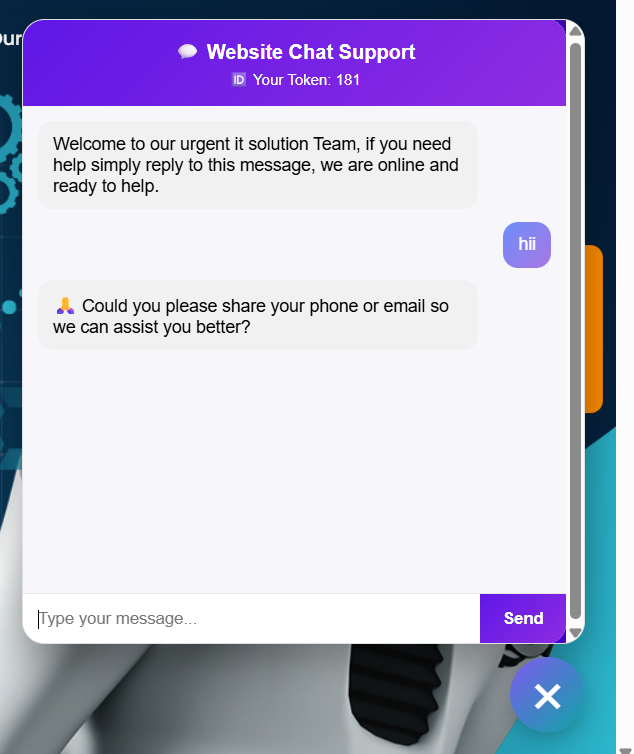 Our
Website Chat Support
🆔 Your Token: 181
Welcome to our urgent it solution Team, if you need
help simply reply to this message, we are online and
ready to help.
hii
🙏 Could you please share your phone or email so
we can assist you better?
Type your message...
Send